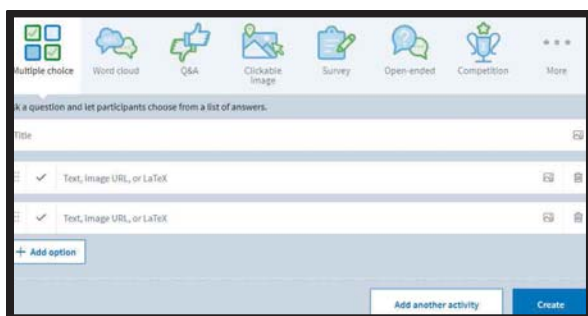 Multiple choice
Word cloud
Q&A
Clickable
image
Survey
Open-ended
Competition
More
sk a question and let participants choose from a list of answers.
Title
Text, Image URL, or LaTeX
Text, Image URL, or LaTeX
+ Add option
Add another activity
Create